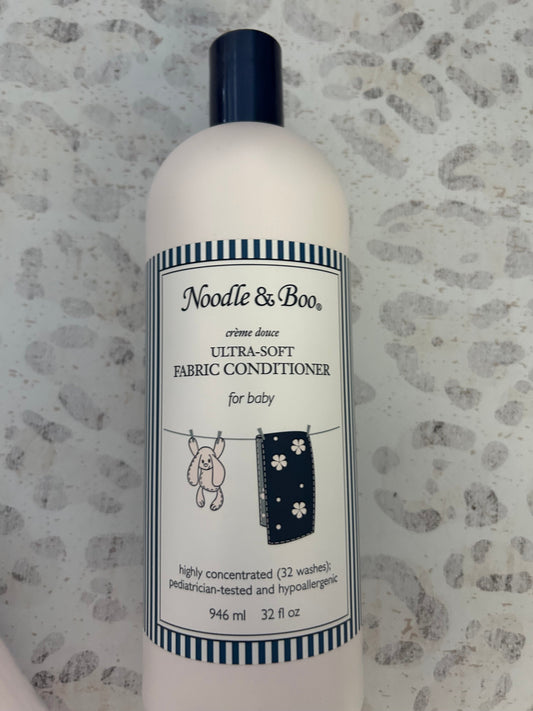 Noodle & Boo®
crème douce
ULTRA-SOFT
FABRIC CONDITIONER
for baby
highly concentrated (32 washes);
pediatrician-tested and hypoallergenic
946 ml 32 fl oz